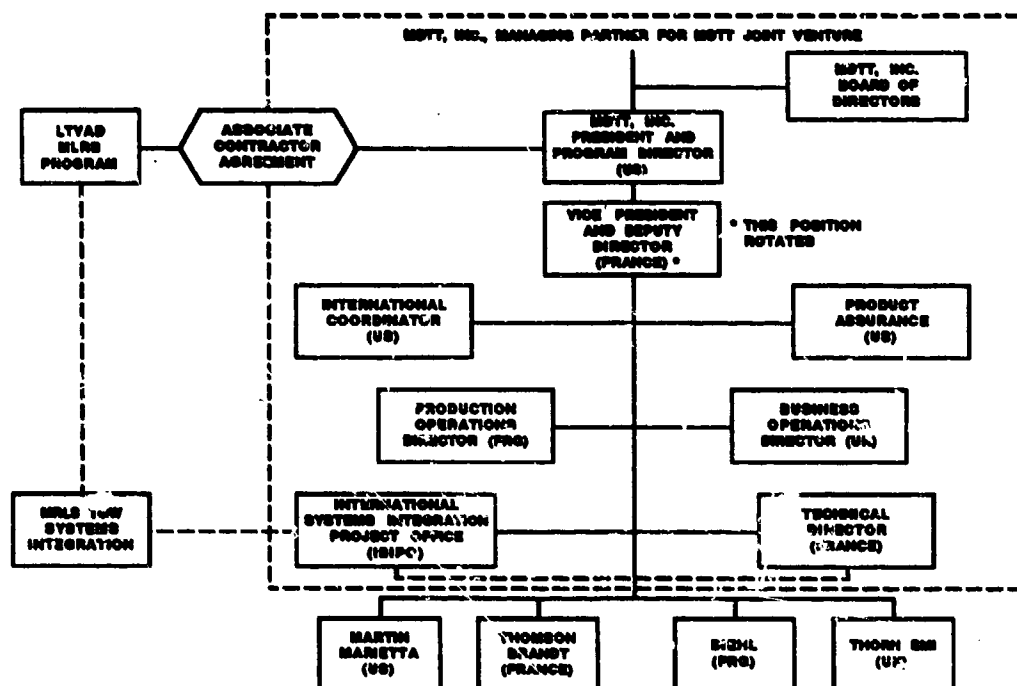 MDTT, INC., MANAGING PARTNER FOR MDTT JOINT VENTURE
MDTT, INC.
BOARD OF
DIRECTORS
LTVAD
MLRS
PROGRAM
ASSOCIATE
CONTRACTOR
AGREEMENT
MDTT, INC.
PRESIDENT AND
PROGRAM DIRECTOR
(US)
VICE PRESIDENT
AND DEPUTY
DIRECTOR
(FRANCE) *
* THIS POSITION
ROTATES
INTERNATIONAL
COORDINATOR
(US)
PRODUCT
ASSURANCE
(US)
PRODUCTION
OPERATIONS
DIRECTOR (FRG)
BUSINESS
OPERATIONS
DIRECTOR (UK)
MRLS TGW
SYSTEMS
INTEGRATION
INTERNATIONAL
SYSTEMS INTEGRATION
PROJECT OFFICE
(ISIPO)
TECHNICAL
DIRECTOR
(FRANCE)
MARTIN
MARIETTA
(US)
THOMSON
BRANDT
(FRANCE)
DIEHL
(FRG)
THORN EMI
(UK)